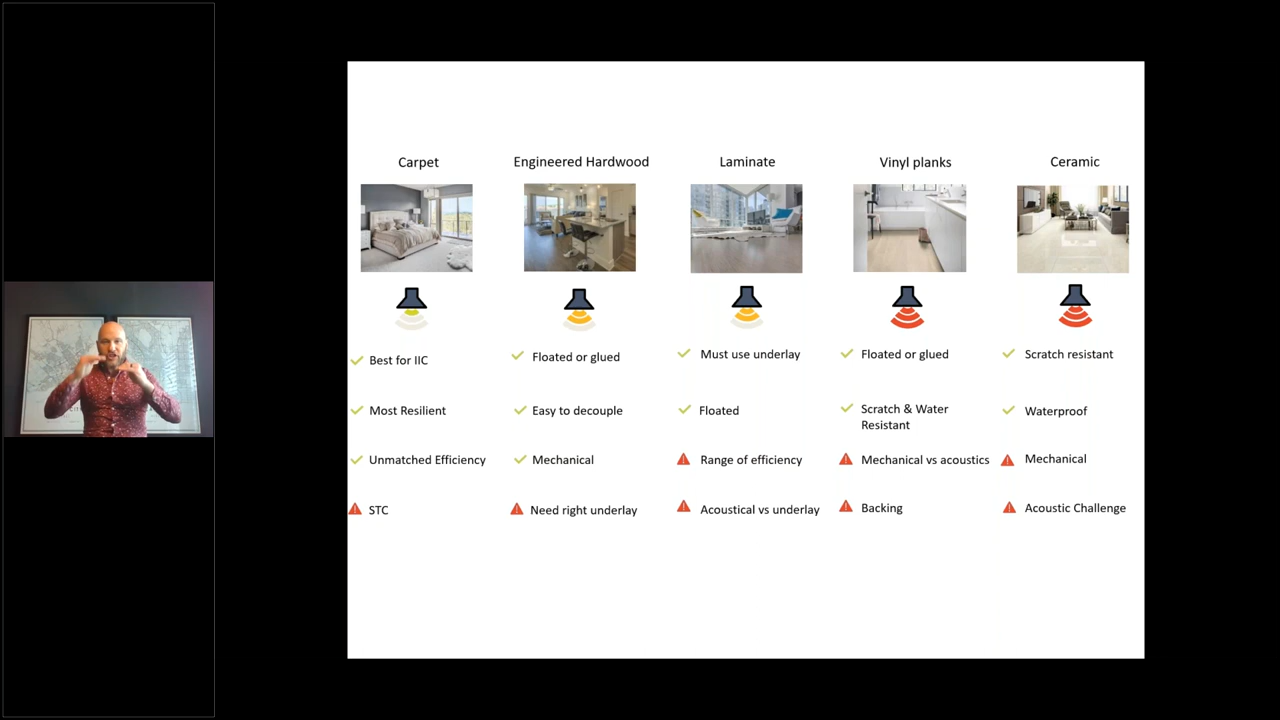 Carpet
Engineered Hardwood
Laminate
Vinyl planks
Ceramic
Best for IIC
Floated or glued
Must use underlay
Floated or glued
Scratch resistant
Most Resilient
Easy to decouple
Floated
Scratch & Water
Resistant
Waterproof
Unmatched Efficiency
Mechanical
Range of efficiency
Mechanical vs acoustics
Mechanical
STC
Need right underlay
Acoustical vs underlay
Backing
Acoustic Challenge